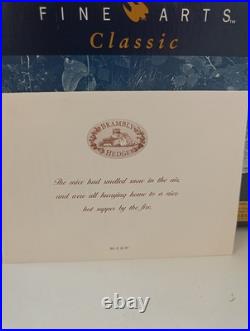 FINE ARTS™
Classic
BRAMBLY
HEDGE
The mice had smelled snow in the air,
and were all hurrying home to a nice
hot supper by the fire.